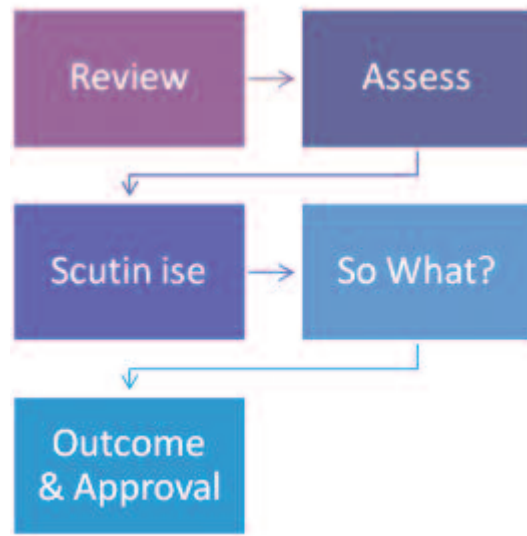 Review
Assess
Scutin ise
So What?
Outcome
& Approval